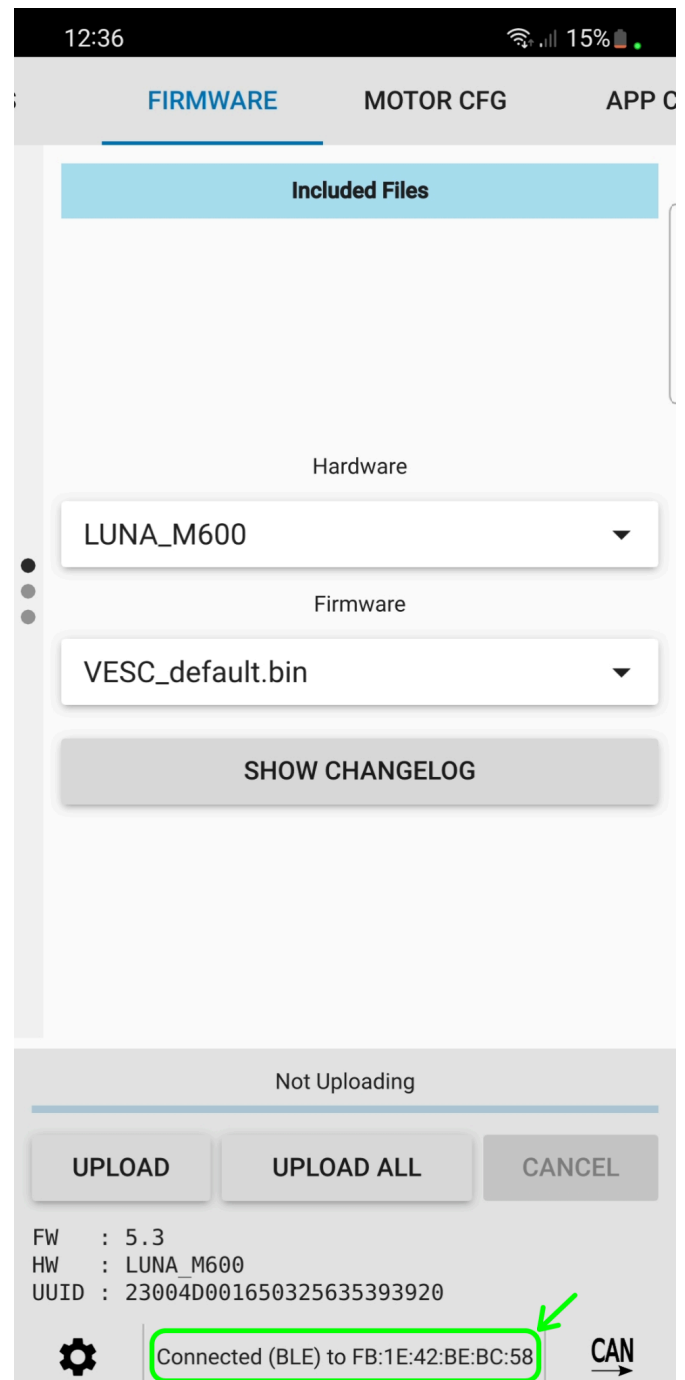 12:36 15%
S FIRMWARE MOTOR CFG APP C
Included Files
Hardware
LUNA_M600
Firmware
VESC_default.bin
SHOW CHANGELOG
Not Uploading
UPLOAD UPLOAD ALL CANCEL
FW : 5.3
HW : LUNA_M600
UUID : 23004D001650325635393920
Connected (BLE) to FB:1E:42:BE:BC:58 CAN